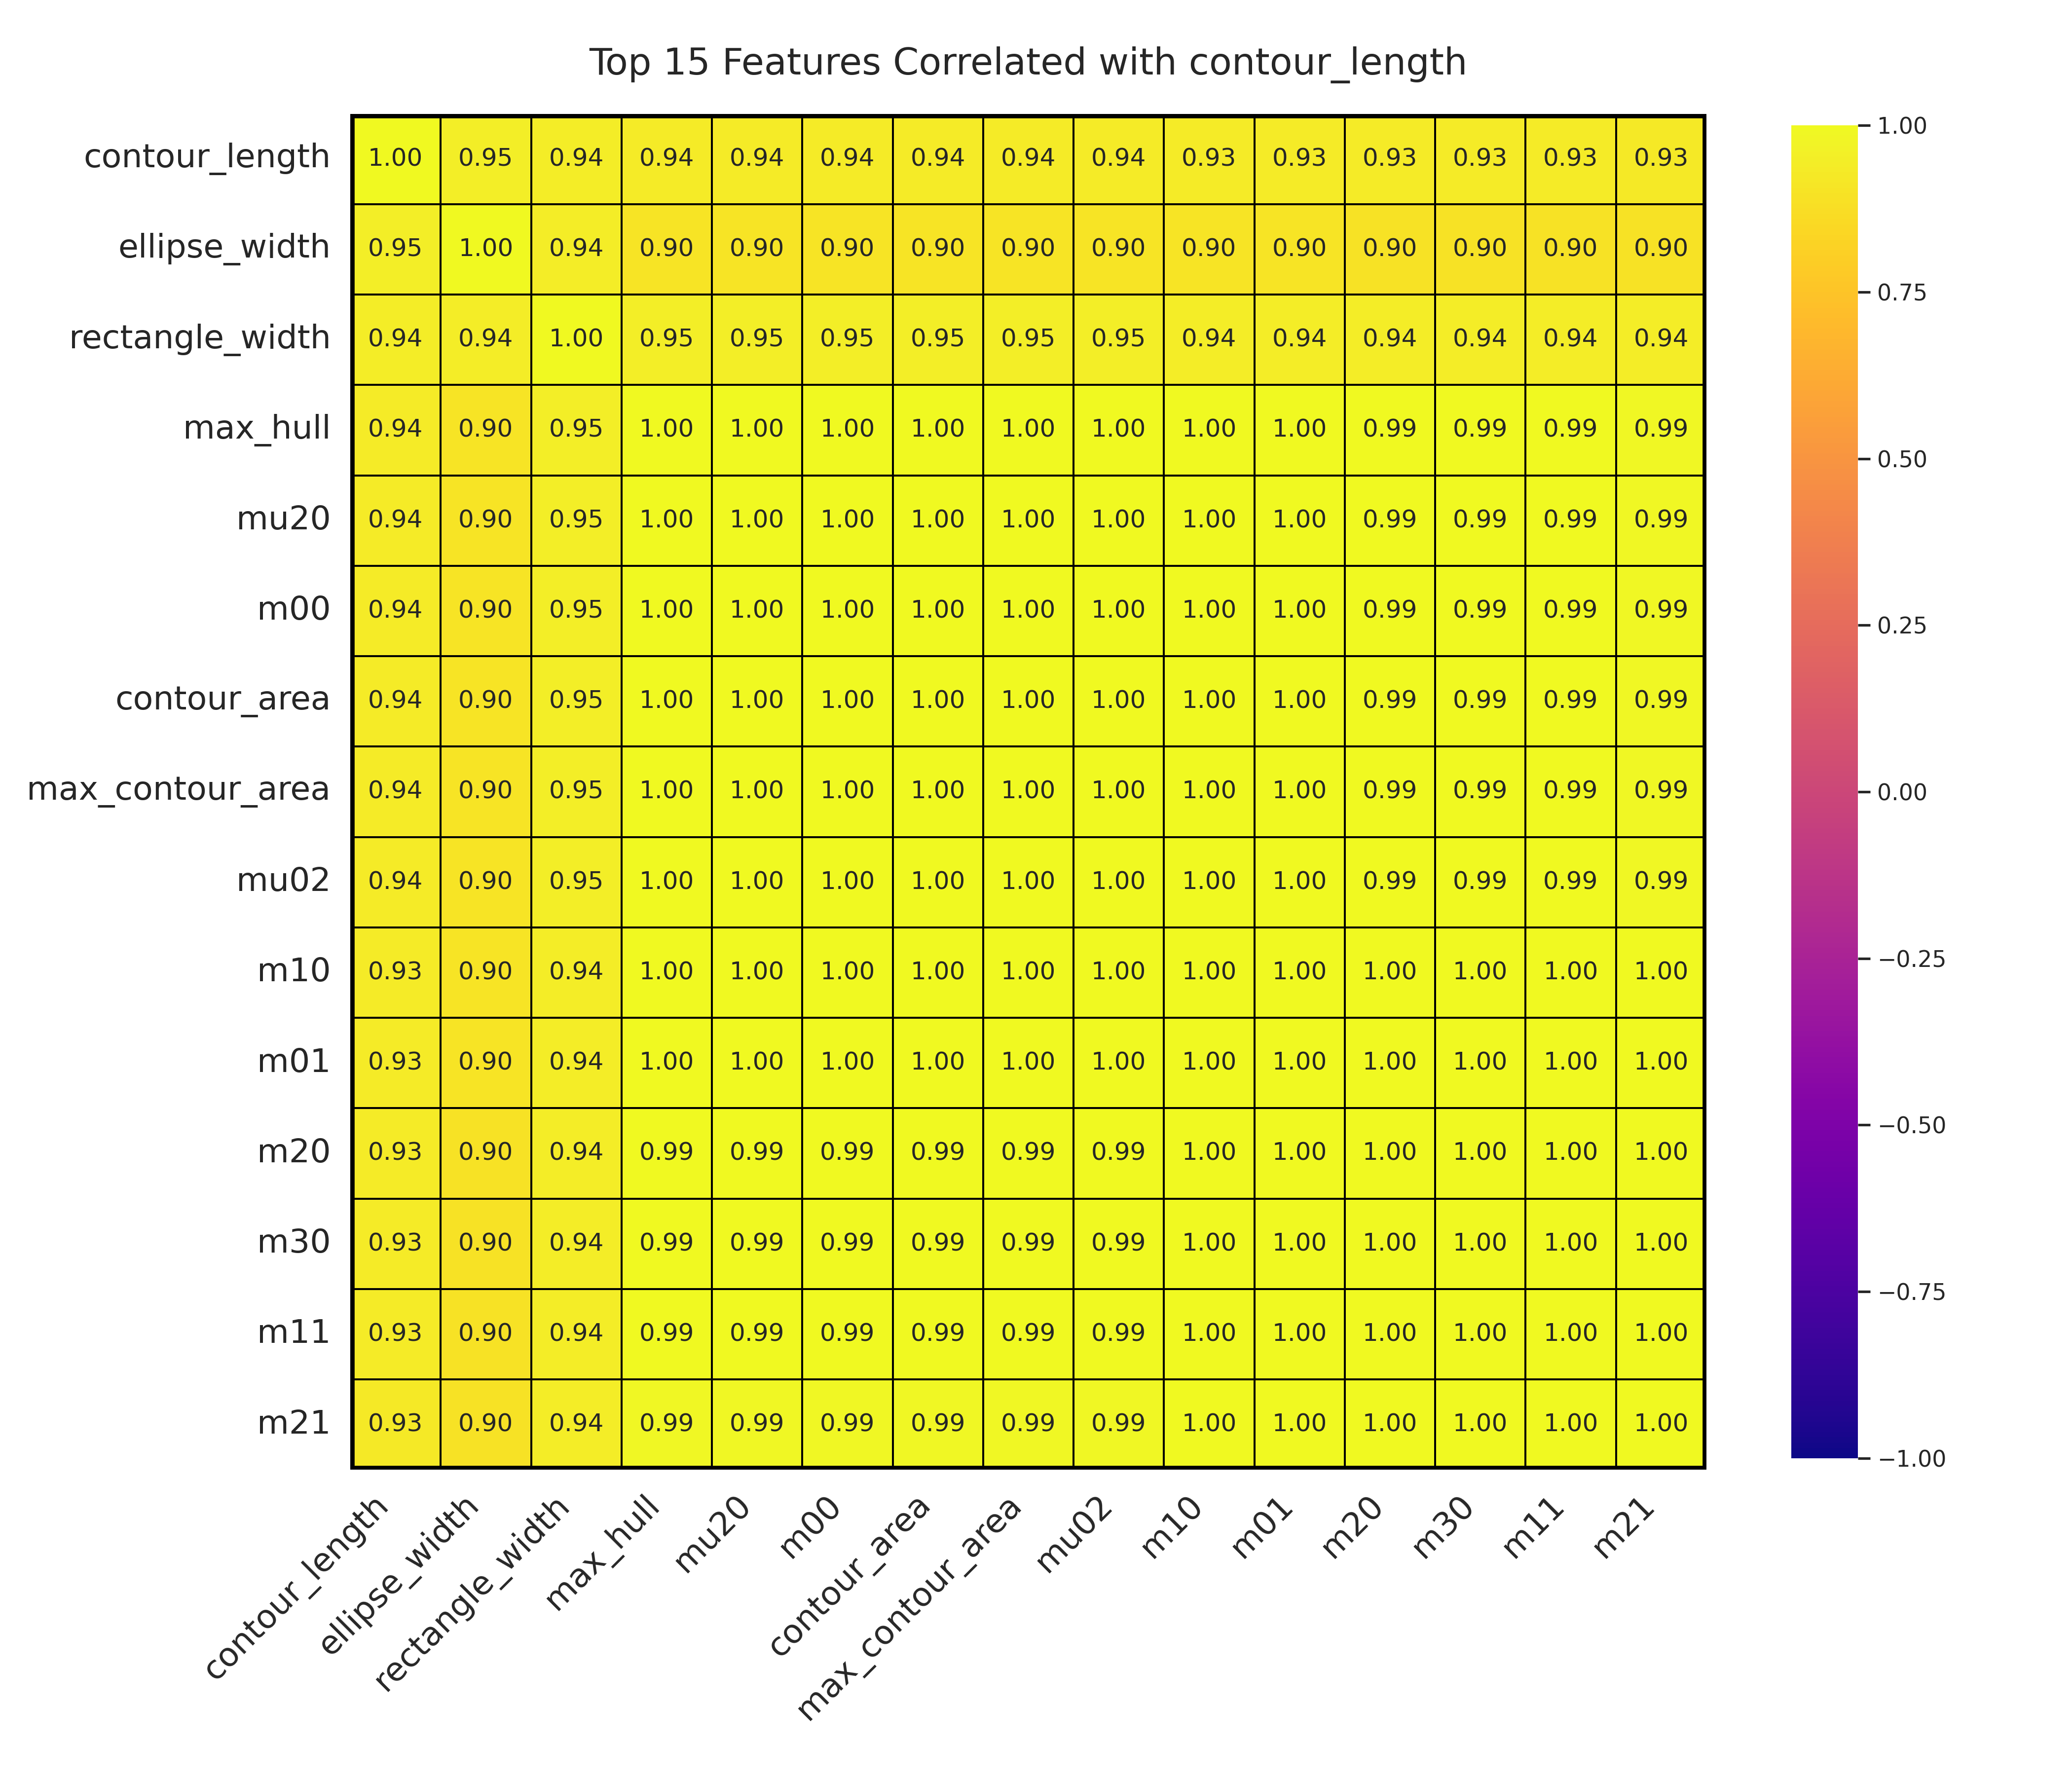 Top 15 Features Correlated with contour_length
contour_length 1.00 0.95 0.94 0.94 0.94 0.94 0.94 0.94 0.94 0.93 0.93 0.93 0.93 0.93 0.93
ellipse_width 0.95 1.00 0.94 0.90 0.90 0.90 0.90 0.90 0.90 0.90 0.90 0.90 0.90 0.90 0.90
rectangle_width 0.94 0.94 1.00 0.95 0.95 0.95 0.95 0.95 0.95 0.94 0.94 0.94 0.94 0.94 0.94
max_hull 0.94 0.90 0.95 1.00 1.00 1.00 1.00 1.00 1.00 1.00 1.00 0.99 0.99 0.99 0.99
mu20 0.94 0.90 0.95 1.00 1.00 1.00 1.00 1.00 1.00 1.00 1.00 0.99 0.99 0.99 0.99
m00 0.94 0.90 0.95 1.00 1.00 1.00 1.00 1.00 1.00 1.00 1.00 0.99 0.99 0.99 0.99
contour_area 0.94 0.90 0.95 1.00 1.00 1.00 1.00 1.00 1.00 1.00 1.00 0.99 0.99 0.99 0.99
max_contour_area 0.94 0.90 0.95 1.00 1.00 1.00 1.00 1.00 1.00 1.00 1.00 0.99 0.99 0.99 0.99
mu02 0.94 0.90 0.95 1.00 1.00 1.00 1.00 1.00 1.00 1.00 1.00 0.99 0.99 0.99 0.99
m10 0.93 0.90 0.94 1.00 1.00 1.00 1.00 1.00 1.00 1.00 1.00 1.00 1.00 1.00 1.00
m01 0.93 0.90 0.94 1.00 1.00 1.00 1.00 1.00 1.00 1.00 1.00 1.00 1.00 1.00 1.00
m20 0.93 0.90 0.94 0.99 0.99 0.99 0.99 0.99 0.99 1.00 1.00 1.00 1.00 1.00 1.00
m30 0.93 0.90 0.94 0.99 0.99 0.99 0.99 0.99 0.99 1.00 1.00 1.00 1.00 1.00 1.00
m11 0.93 0.90 0.94 0.99 0.99 0.99 0.99 0.99 0.99 1.00 1.00 1.00 1.00 1.00 1.00
m21 0.93 0.90 0.94 0.99 0.99 0.99 0.99 0.99 0.99 1.00 1.00 1.00 1.00 1.00 1.00
contour_length
ellipse_width
rectangle_width
max_hull
mu20
m00
contour_area
max_contour_area
mu02
m10
m01
m20
m30
m11
m21
1.00
0.75
0.50
0.25
0.00
−0.25
−0.50
−0.75
−1.00